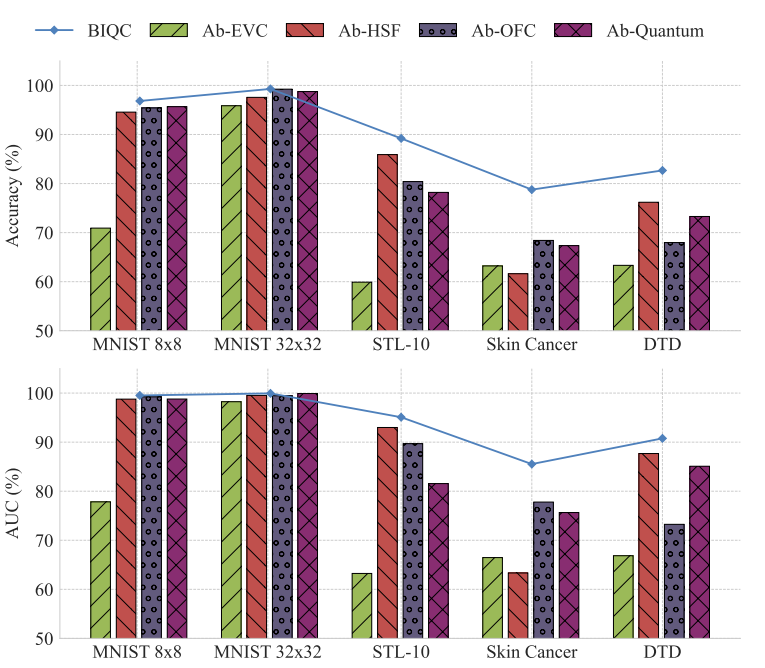 BIQC Ab-EVC Ab-HSF Ab-OFC Ab-Quantum
Accuracy (%)
100
90
80
70
60
50
MNIST 8x8 MNIST 32x32 STL-10 Skin Cancer DTD
AUC (%)
100
90
80
70
60
50
MNIST 8x8 MNIST 32x32 STL-10 Skin Cancer DTD